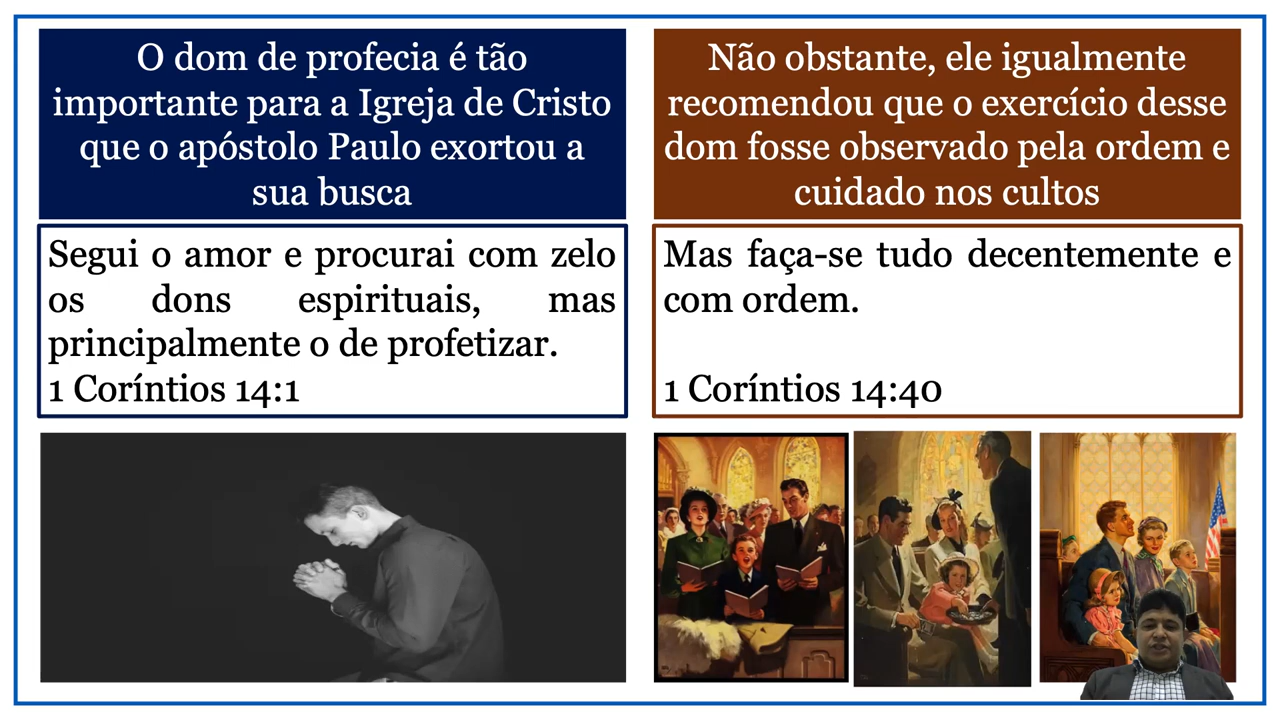 O dom de profecia é tão
importante para a Igreja de Cristo
que o apóstolo Paulo exortou a
sua busca
Segui o amor e procurai com zelo
os dons espirituais, mas
principalmente o de profetizar.
1 Coríntios 14:1
Não obstante, ele igualmente
recomendou que o exercício desse
dom fosse observado pela ordem e
cuidado nos cultos
Mas faça-se tudo decentemente e
com ordem.
1 Coríntios 14:40